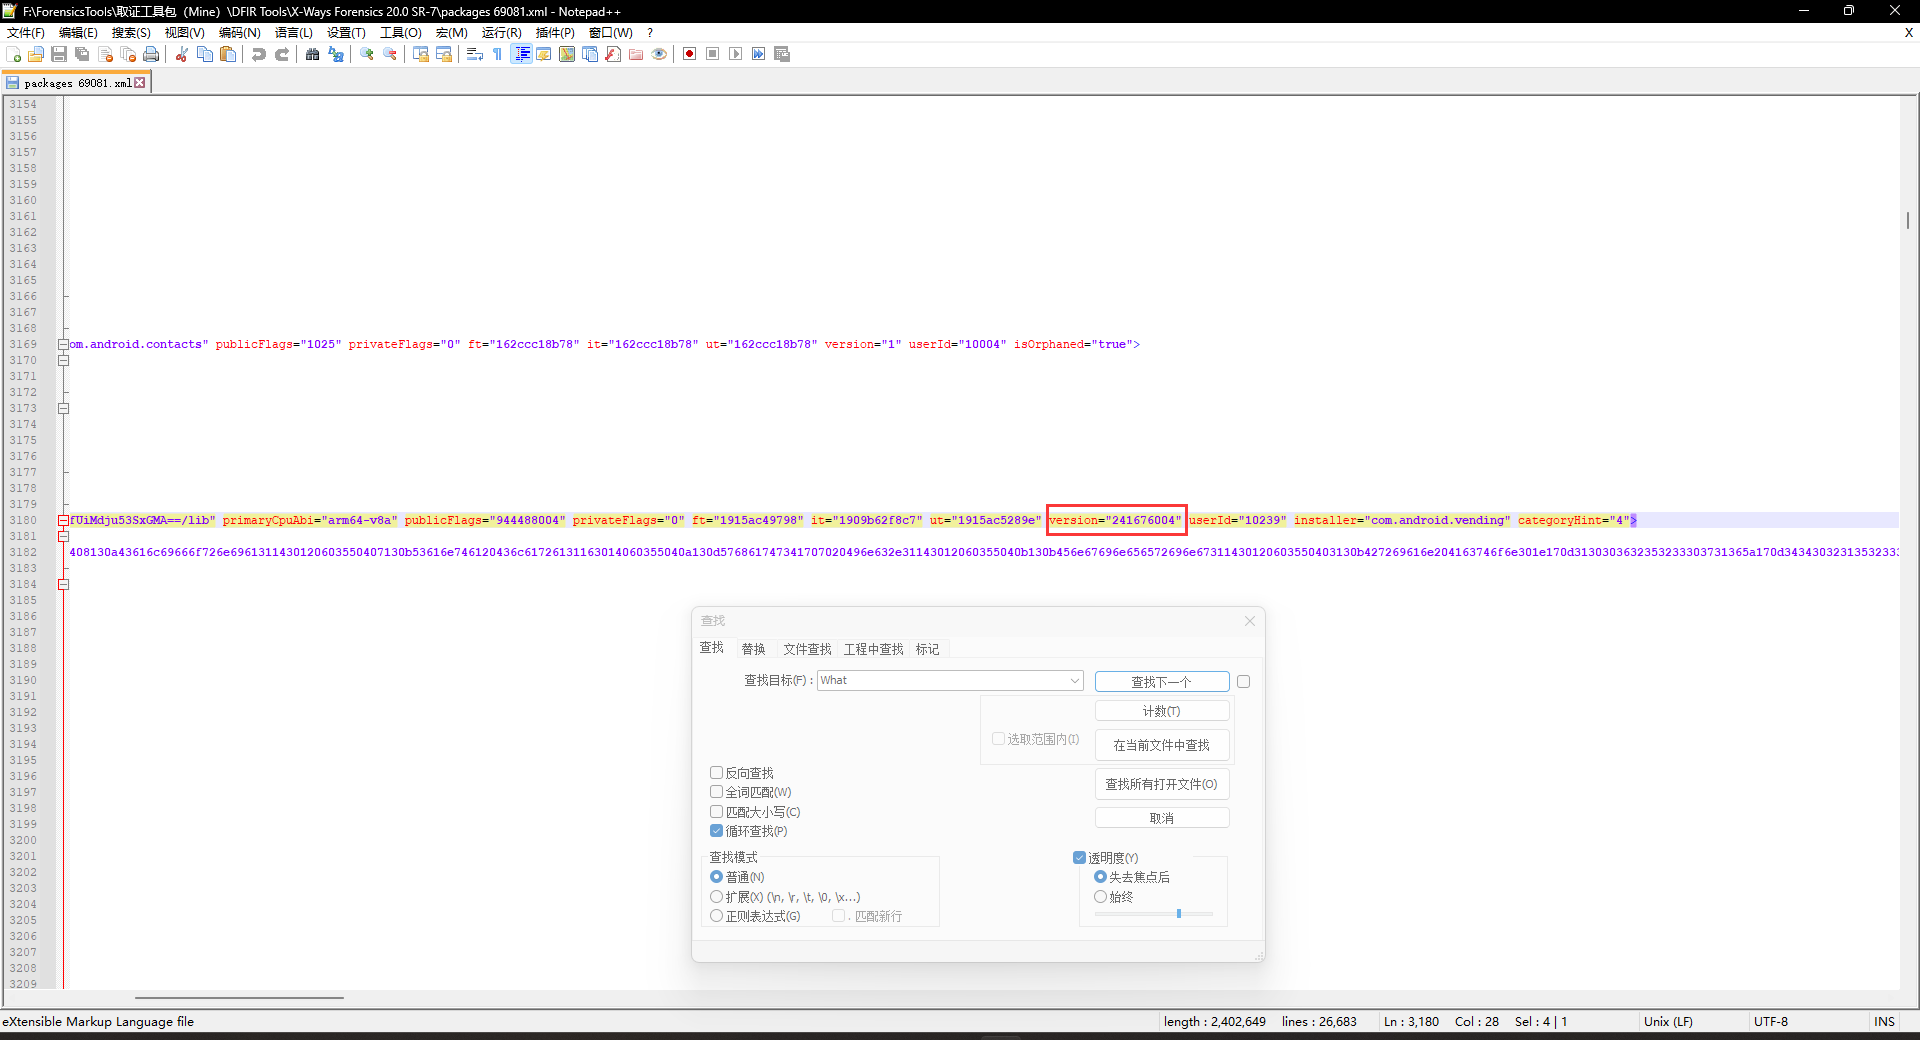 F:\ForensicsTools\取证工具包（Mine）\DFIR Tools\X-Ways Forensics 20.0 SR-7\packages 69081.xml - Notepad++
文件(F) 编辑(E) 搜索(S) 视图(V) 编码(N) 语言(L) 设置(T) 工具(O) 宏(M) 运行(R) 插件(P) 窗口(W) ? X
packages 69081.xml
3154
3155
3156
3157
3158
3159
3160
3161
3162
3163
3164
3165
3166
3167
3168
3169 om.android.contacts" publicFlags="1025" privateFlags="0" ft="162ccc18b78" it="162ccc18b78" ut="162ccc18b78" version="1" userId="10004" isOrphaned="true">
3170
3171
3172
3173
3174
3175
3176
3177
3178
3179
3180 fUiMdju53SxGMA==/lib" primaryCpuAbi="arm64-v8a" publicFlags="944488004" privateFlags="0" ft="1915ac49798" it="1909b62f8c7" ut="1915ac5289e" version="241676004" userId="10239" installer="com.android.vending" categoryHint="4">
3181
3182 408130a43616c69666f726e6961311430120603550407130b53616e746120436c61726131163014060355040a130d576861747341707020496e632e31143012060355040b130b456e67696e656572696e67311430120603550403130b427269616e204163746f6e301e170d3130303632353233303731365a170d3434303231353233
3183
3184
3185
3186
3187
3188
3189
3190
3191
3192
3193
3194
3195
3196
3197
3198
3199
3200
3201
3202
3203
3204
3205
3206
3207
3208
3209
查找
查找 替换 文件查找 工程中查找 标记
查找目标(F) : What 查找下一个
计数(T)
选取范围内(I) 在当前文件中查找
反向查找 查找所有打开文件(O)
全词匹配(W)
匹配大小写(C) 取消
循环查找(P)
查找模式 透明度(Y)
普通(N) 失去焦点后
扩展(X) (\n, \r, \t, \0, \x...) 始终
正则表达式(G) . 匹配新行
eXtensible Markup Language file length : 2,402,649 lines : 26,683 Ln : 3,180 Col : 28 Sel : 4 | 1 Unix (LF) UTF-8 INS